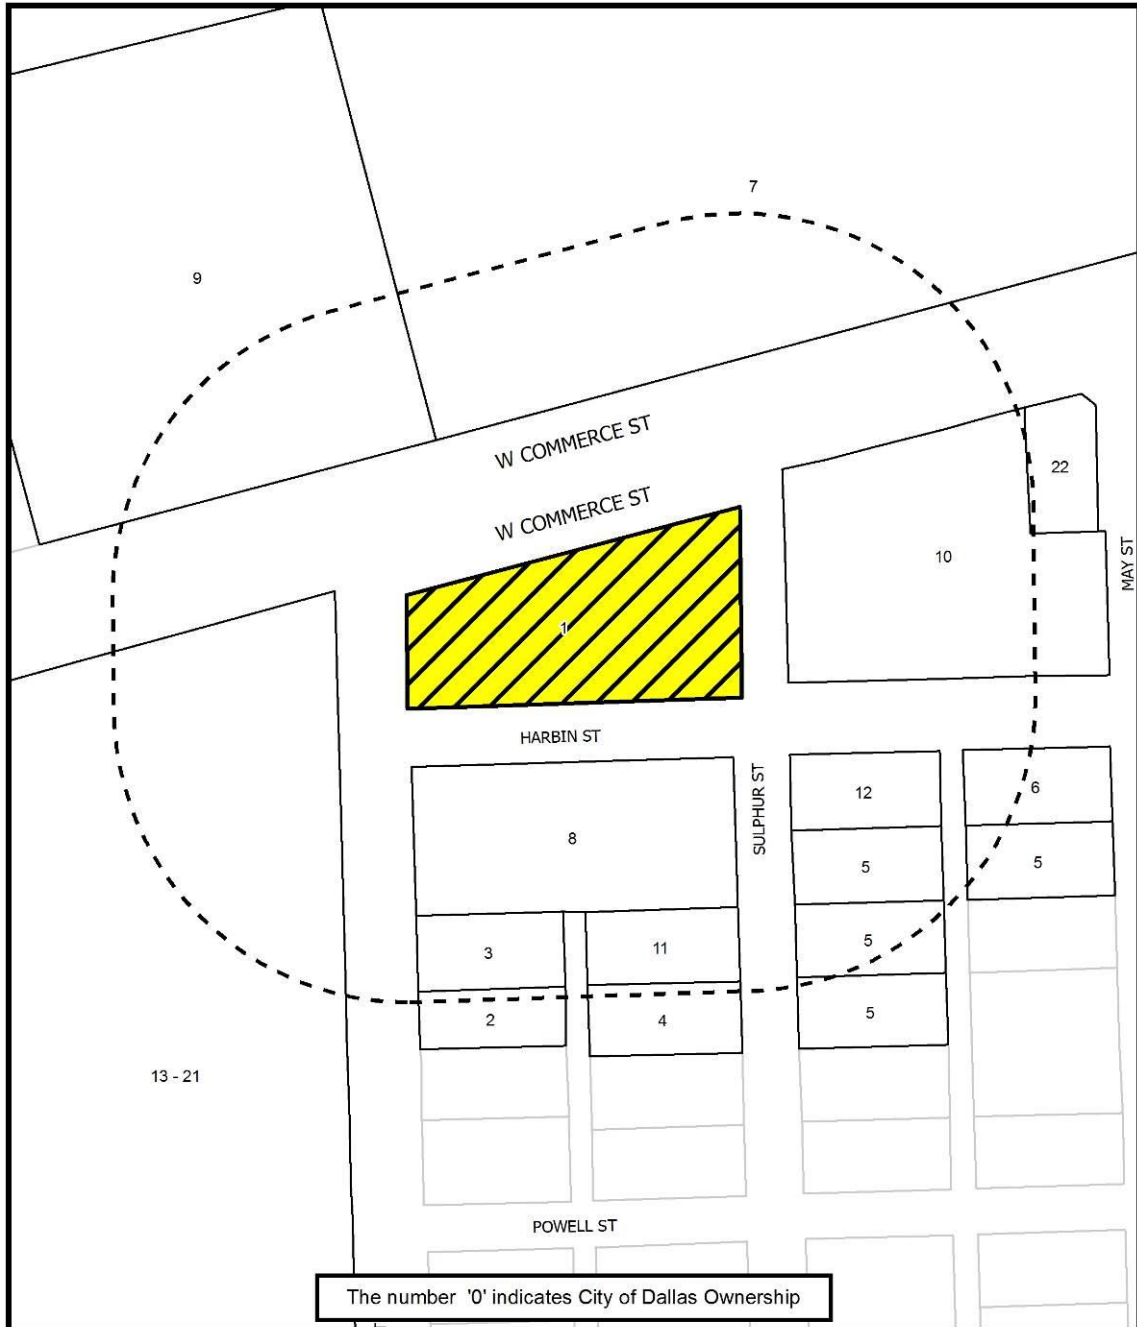 7
9
W COMMERCE ST
W COMMERCE ST
22
10
MAY ST
1
HARBIN ST
SULPHUR ST
12
6
8
5
5
3
11
5
2
4
5
13 - 21
POWELL ST
The number '0' indicates City of Dallas Ownership